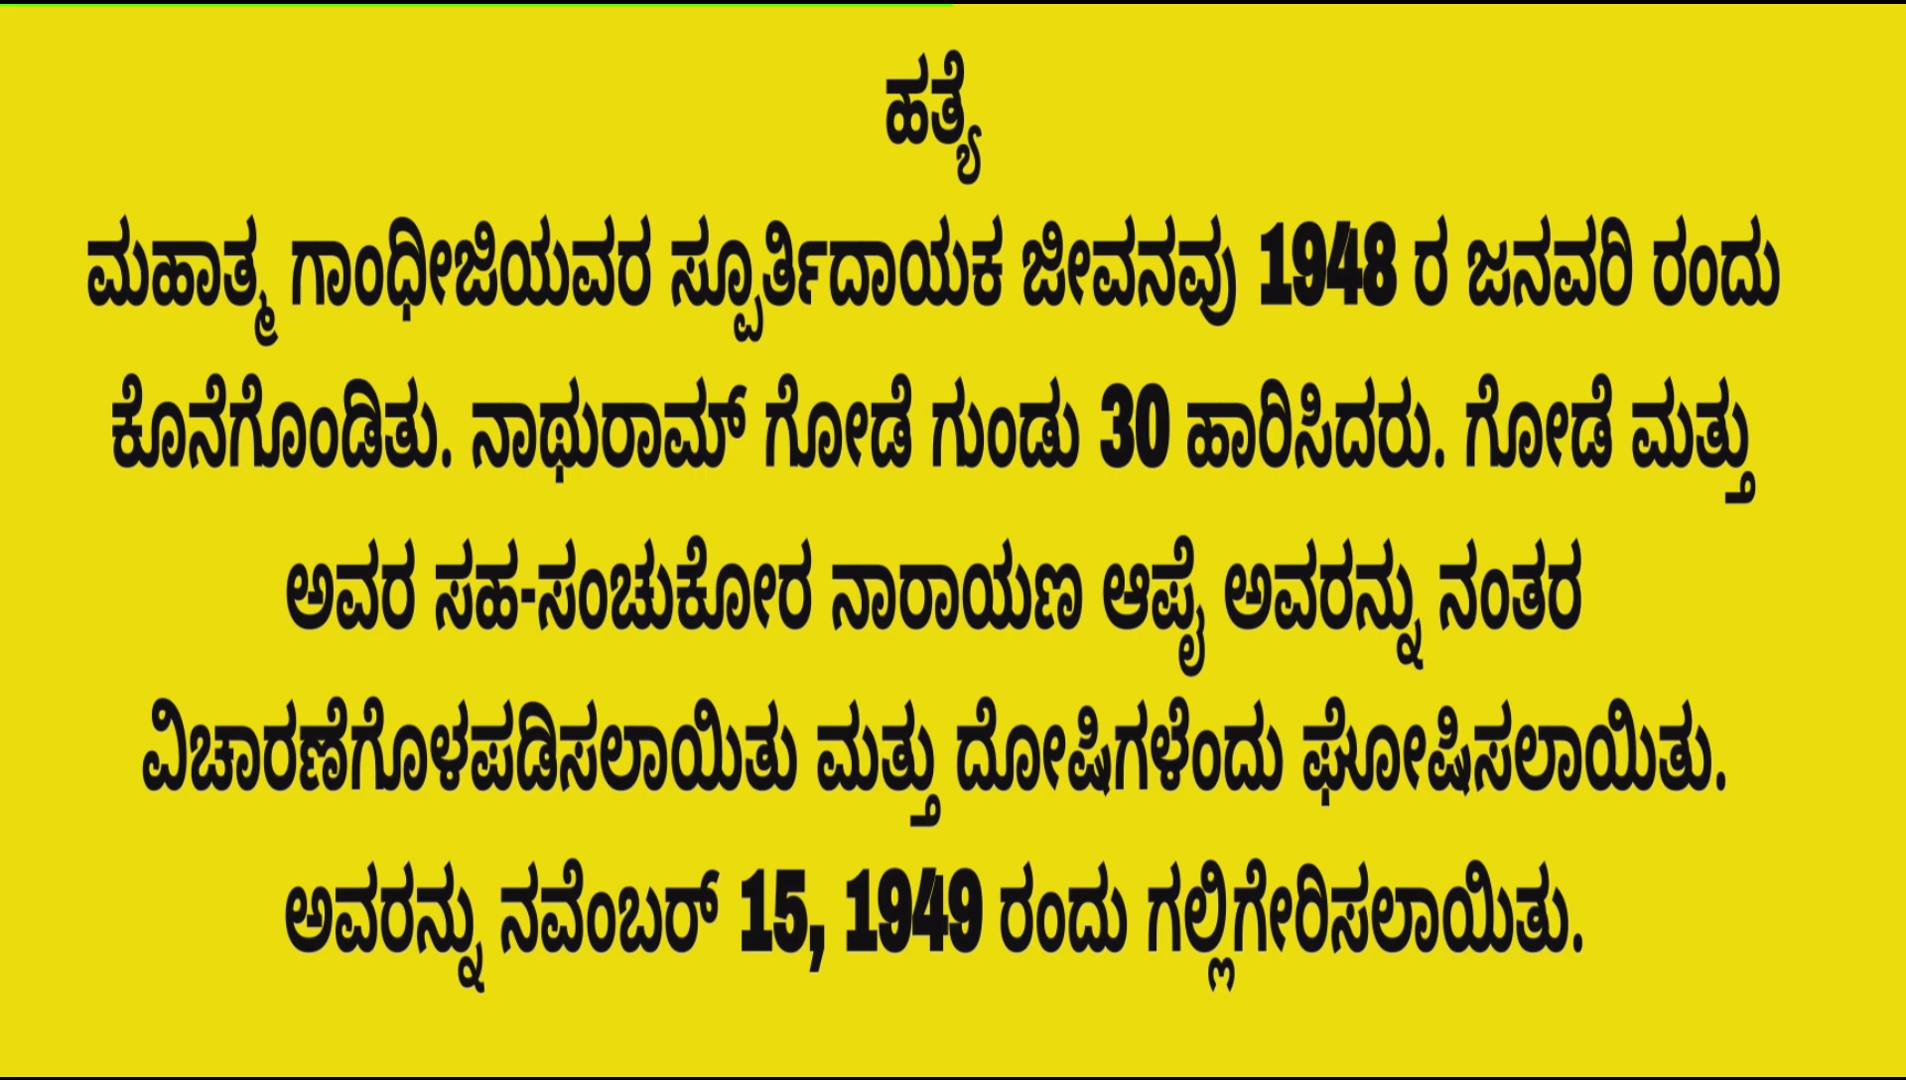 ಹತ್ಯೆ
ಮಹಾತ್ಮ ಗಾಂಧೀಜಿಯವರ ಸ್ಪೂರ್ತಿದಾಯಕ ಜೀವನವು 1948 ರ ಜನವರಿ ರಂದು
ಕೊನೆಗೊಂಡಿತು. ನಾಥುರಾಮ್ ಗೋಡೆ ಗುಂಡು 30 ಹಾರಿಸಿದರು. ಗೋಡೆ ಮತ್ತು
ಅವರ ಸಹ-ಸಂಚುಕೋರ ನಾರಾಯಣ ಆಪ್ಟೈ ಅವರನ್ನು ನಂತರ
ವಿಚಾರಣೆಗೊಳಪಡಿಸಲಾಯಿತು ಮತ್ತು ದೋಷಿಗಳೆಂದು ಘೋಷಿಸಲಾಯಿತು.
ಅವರನ್ನು ನವೆಂಬರ್ 15, 1949 ರಂದು ಗಲ್ಲಿಗೇರಿಸಲಾಯಿತು.